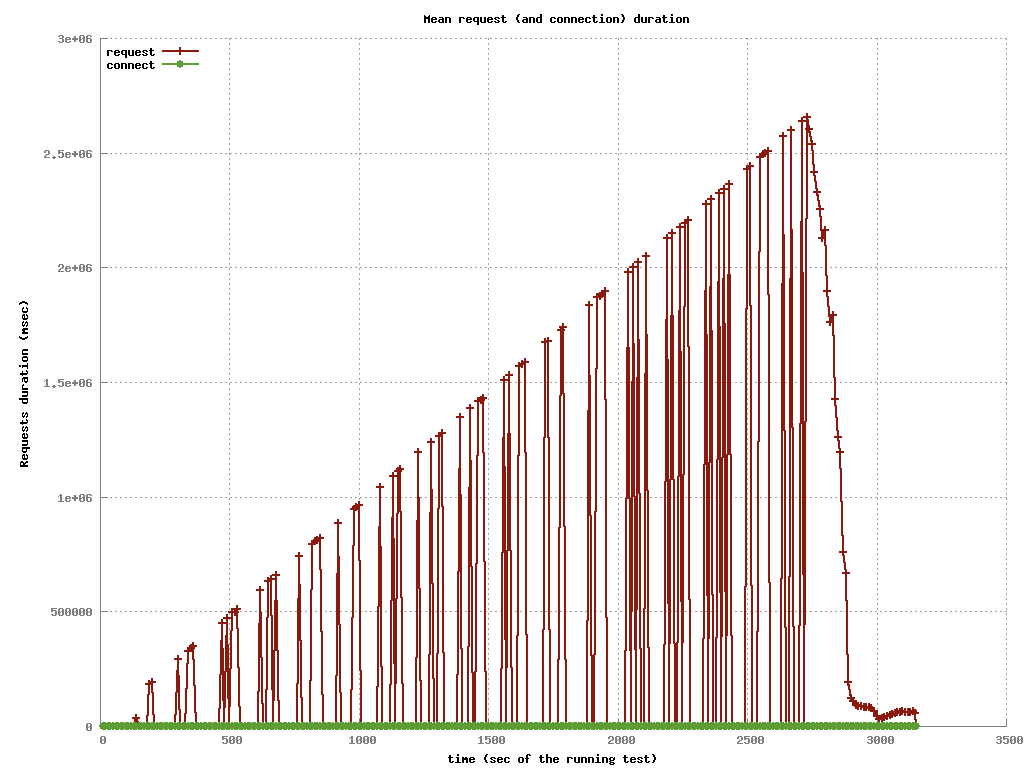 Mean request (and connection) duration
3e+06
request
connect
2.5e+06
2e+06
1.5e+06
1e+06
500000
0
Requests duration (msec)
0 500 1000 1500 2000 2500 3000 3500
time (sec of the running test)